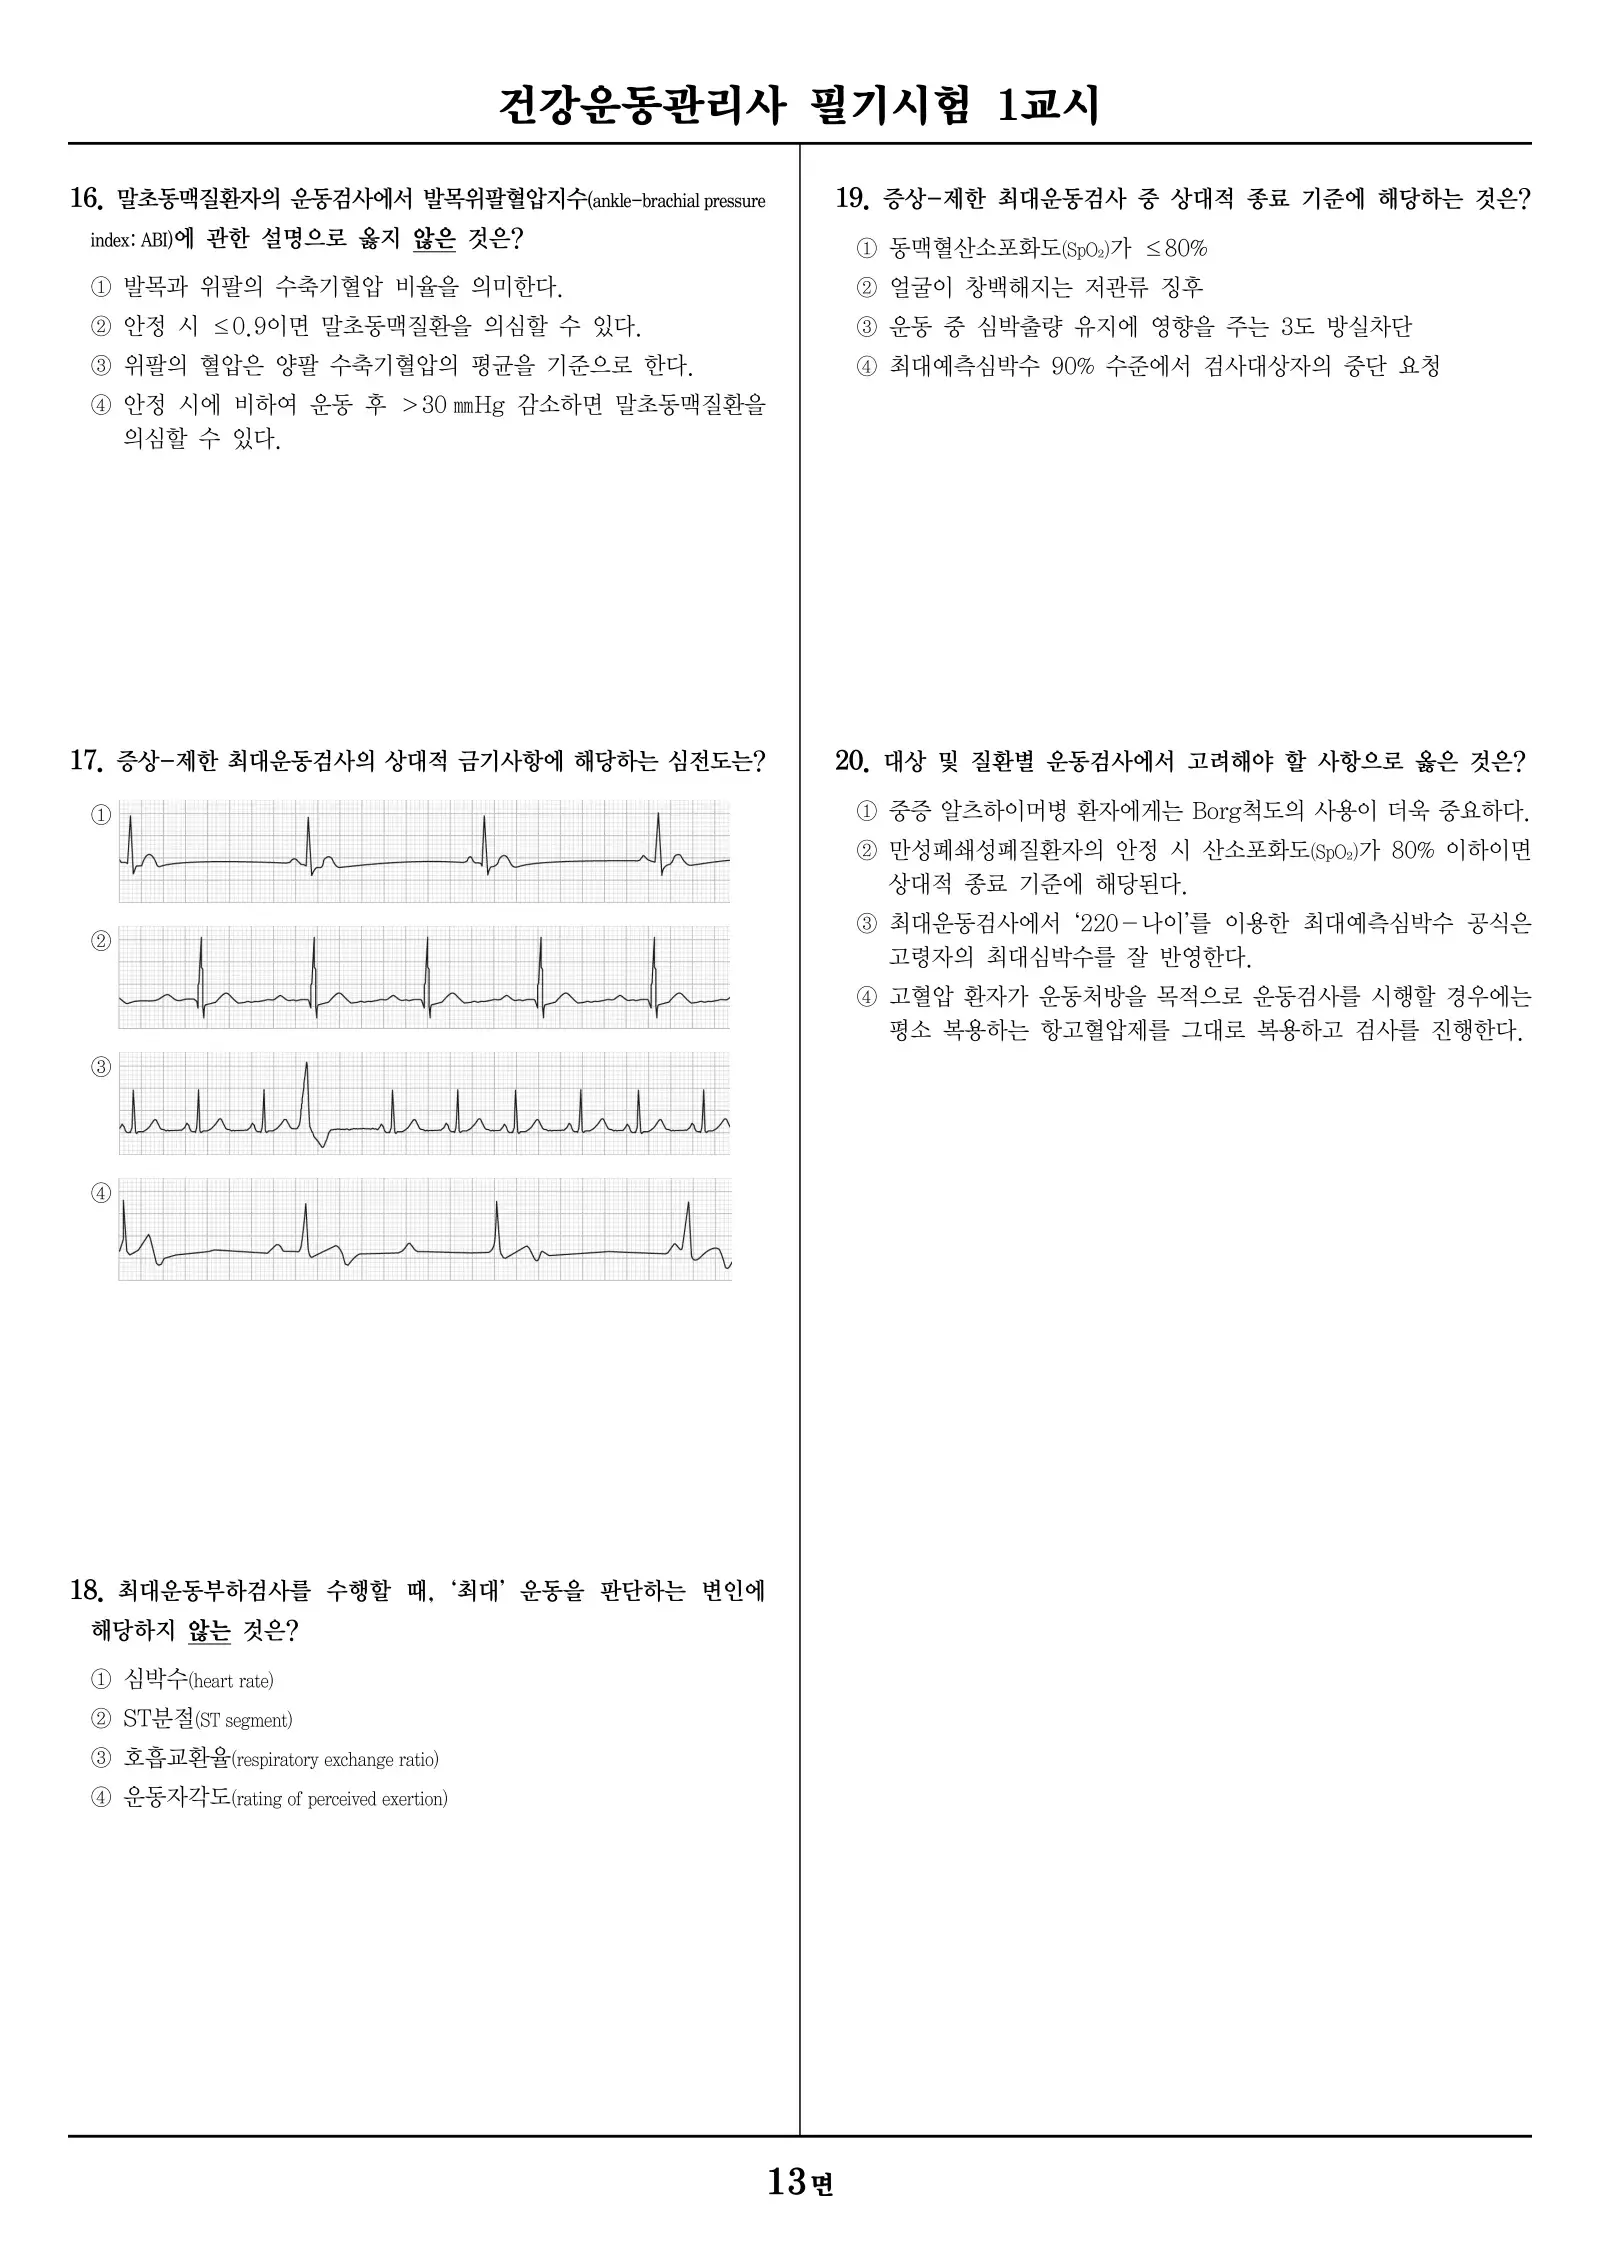 건강운동관리사 필기시험 1교시
16. 말초동맥질환자의 운동검사에서 발목위팔혈압지수(ankle-brachial pressure
index: ABI)에 관한 설명으로 옳지 않은 것은?
① 발목과 위팔의 수축기혈압 비율을 의미한다.
② 안정 시 ≤0.9이면 말초동맥질환을 의심할 수 있다.
③ 위팔의 혈압은 양팔 수축기혈압의 평균을 기준으로 한다.
④ 안정 시에 비하여 운동 후 >30㎜Hg 감소하면 말초동맥질환을
의심할 수 있다.
17. 증상-제한 최대운동검사의 상대적 금기사항에 해당하는 심전도는?
①
②
③
④
18. 최대운동부하검사를 수행할 때, ‘최대’ 운동을 판단하는 변인에
해당하지 않는 것은?
① 심박수(heart rate)
② ST분절(ST segment)
③ 호흡교환율(respiratory exchange ratio)
④ 운동자각도(rating of perceived exertion)
19. 증상-제한 최대운동검사 중 상대적 종료 기준에 해당하는 것은?
① 동맥혈산소포화도(SpO₂)가 ≤80%
② 얼굴이 창백해지는 저관류 징후
③ 운동 중 심박출량 유지에 영향을 주는 3도 방실차단
④ 최대예측심박수 90% 수준에서 검사대상자의 중단 요청
20. 대상 및 질환별 운동검사에서 고려해야 할 사항으로 옳은 것은?
① 중증 알츠하이머병 환자에게는 Borg척도의 사용이 더욱 중요하다.
② 만성폐쇄성폐질환자의 안정 시 산소포화도(SpO₂)가 80% 이하이면
상대적 종료 기준에 해당된다.
③ 최대운동검사에서 ‘220-나이’를 이용한 최대예측심박수 공식은
고령자의 최대심박수를 잘 반영한다.
④ 고혈압 환자가 운동처방을 목적으로 운동검사를 시행할 경우에는
평소 복용하는 항고혈압제를 그대로 복용하고 검사를 진행한다.
13면